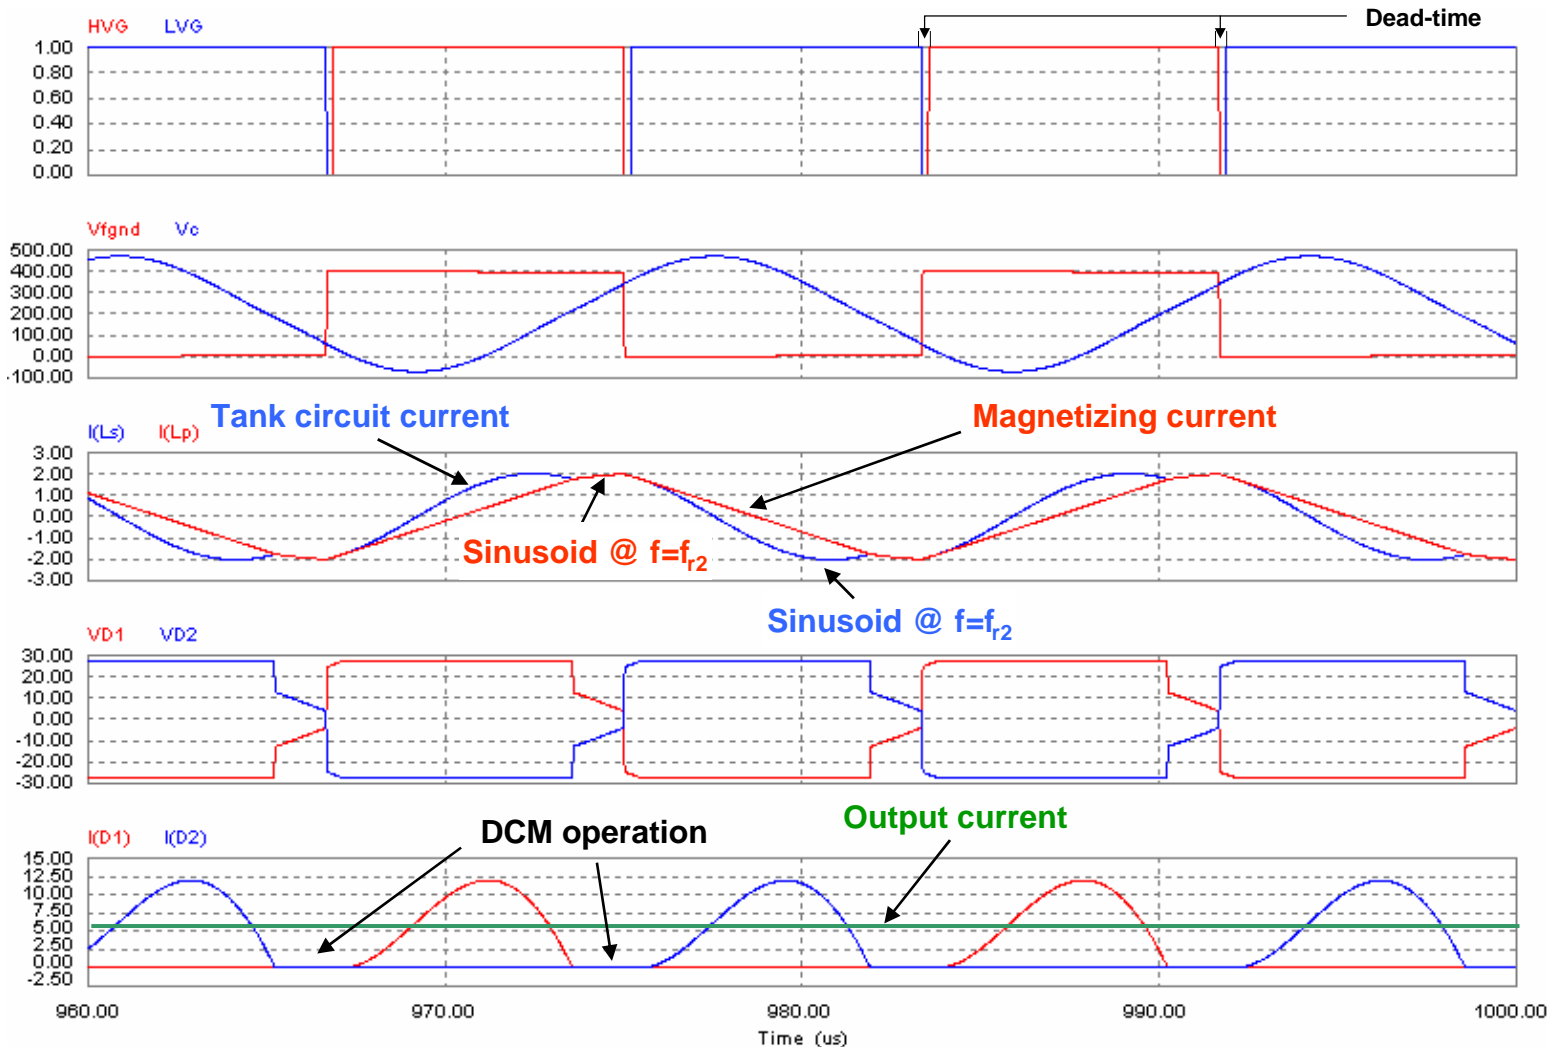 HVG LVG
Dead-time
1.00
0.80
0.60
0.40
0.20
0.00
Vfgnd Vc
500.00
400.00
300.00
200.00
100.00
0.00
-100.00
Tank circuit current
Magnetizing current
I(Ls) I(Lp)
3.00
2.00
1.00
0.00
-1.00
-2.00
-3.00
Sinusoid @ f=fr2
Sinusoid @ f=fr2
VD1 VD2
30.00
20.00
10.00
0.00
-10.00
-20.00
-30.00
Output current
DCM operation
I(D1) I(D2)
15.00
12.50
10.00
7.50
5.00
2.50
0.00
-2.50
960.00 970.00 980.00 990.00 1000.00
Time (us)